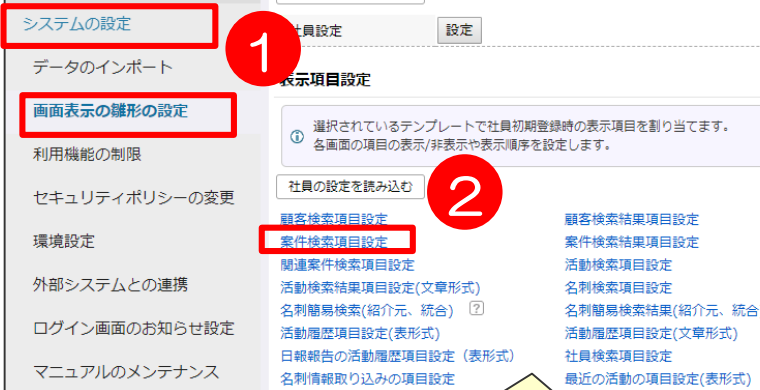 システムの設定
データのインポート
画面表示の雛形の設定
利用機能の制限
セキュリティポリシーの変更
環境設定
外部システムとの連携
ログイン画面のお知らせ設定
マニュアルのメンテナンス
1
社員設定 設定
表示項目設定
選択されているテンプレートで社員初期登録時の表示項目を割り当てます。
各画面の項目の表示/非表示や表示順序を設定します。
社員の設定を読み込む
2
顧客検索項目設定 顧客検索結果項目設定
案件検索項目設定 案件検索結果項目設定
関連案件検索項目設定 活動検索項目設定
活動検索結果項目設定(文章形式) 名刺検索項目設定
名刺簡易検索(紹介元、統合) ? 名刺簡易検索結果(紹介元、統合
活動履歴項目設定(表形式) 活動履歴項目設定(文章形式)
日報報告の活動履歴項目設定（表形式） 社員検索項目設定
名刺情報取り込みの項目設定 最近の活動の項目設定(表形式)